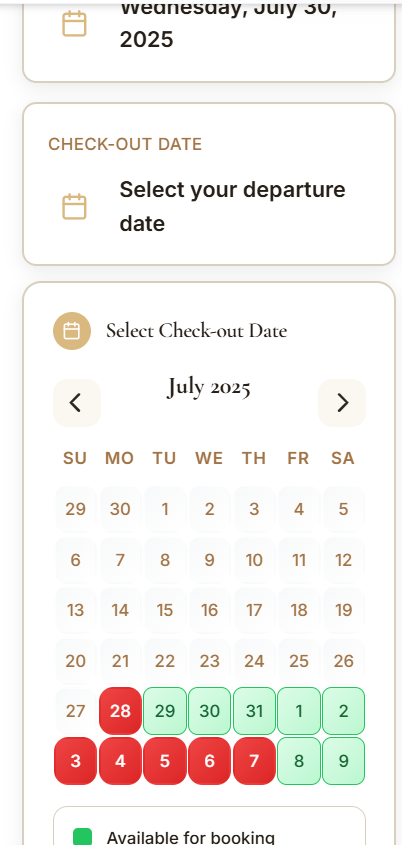 Wednesday, July 30,
2025
CHECK-OUT DATE
Select your departure
date
Select Check-out Date
July 2025
SU MO TU WE TH FR SA
29 30 1 2 3 4 5
6 7 8 9 10 11 12
13 14 15 16 17 18 19
20 21 22 23 24 25 26
27 28 29 30 31 1 2
3 4 5 6 7 8 9
Available for booking